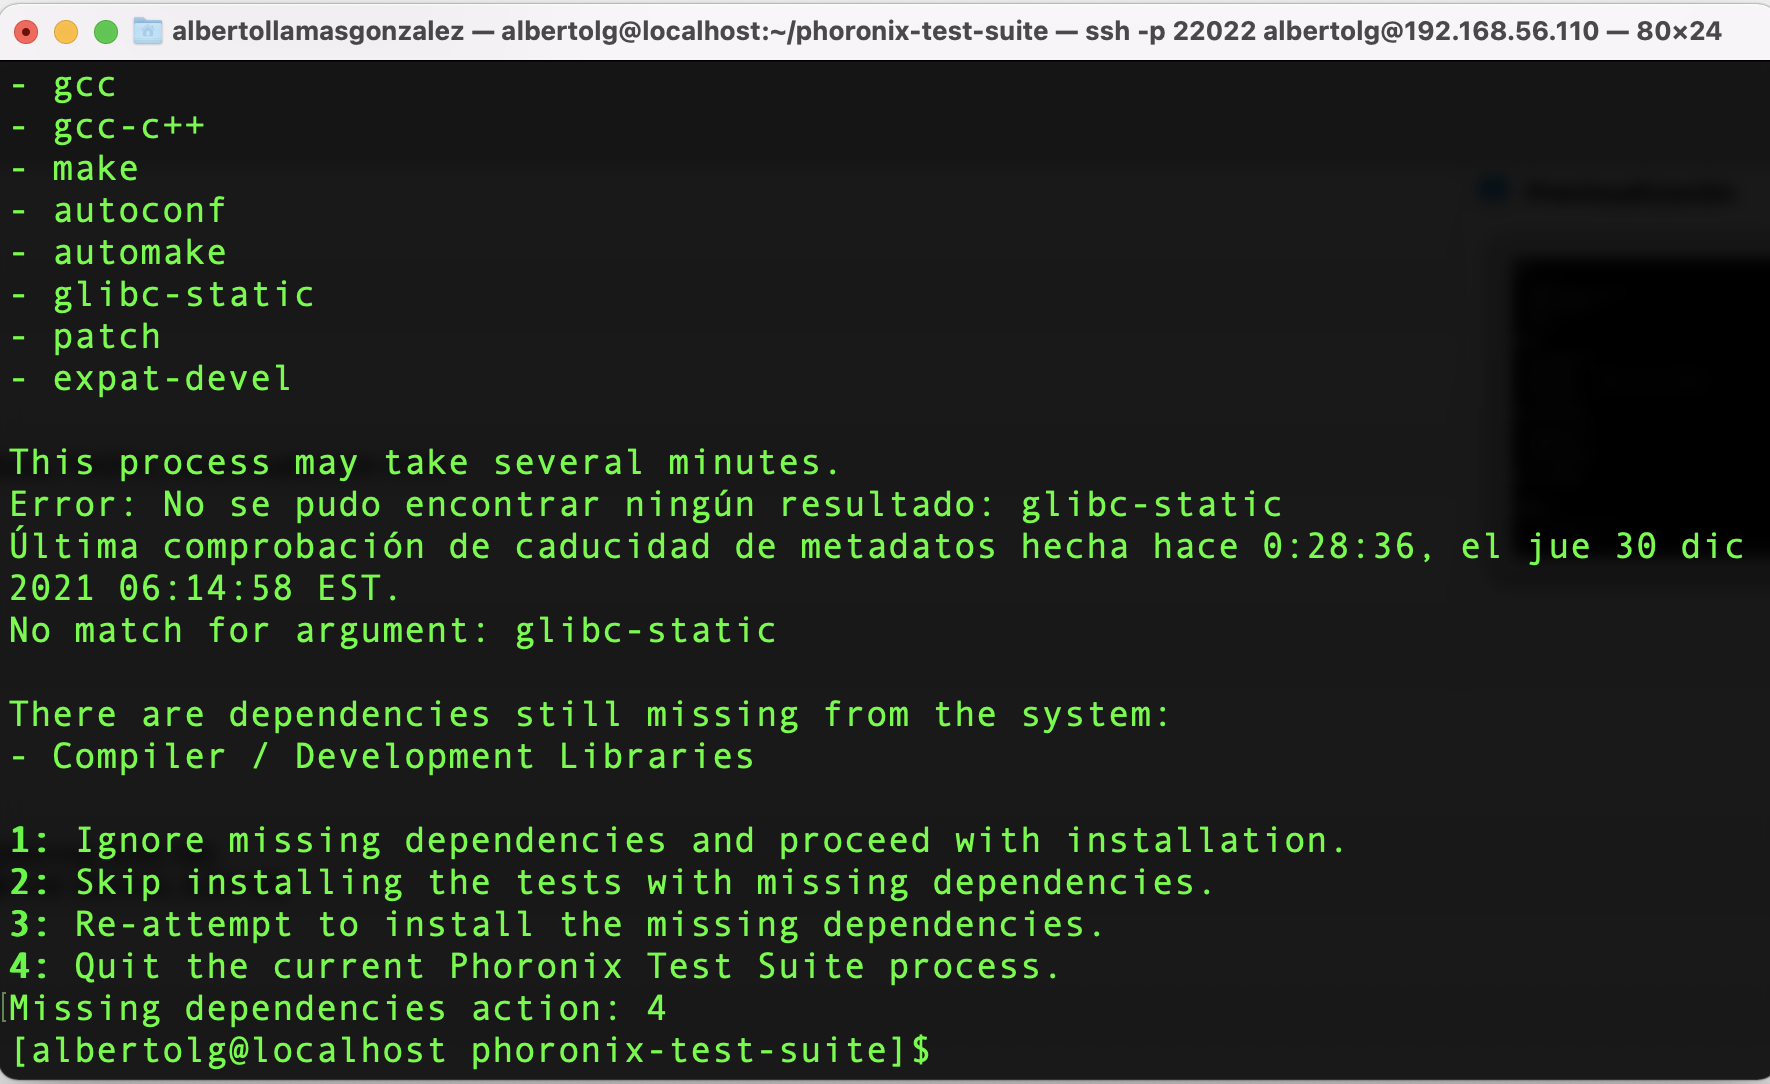 albertollamasgonzalez — albertolg@localhost:~/phoronix-test-suite — ssh -p 22022 albertolg@192.168.56.110 — 80×24
- gcc
- gcc-c++
- make
- autoconf
- automake
- glibc-static
- patch
- expat-devel
This process may take several minutes.
Error: No se pudo encontrar ningún resultado: glibc-static
Última comprobación de caducidad de metadatos hecha hace 0:28:36, el jue 30 dic
2021 06:14:58 EST.
No match for argument: glibc-static
There are dependencies still missing from the system:
- Compiler / Development Libraries
1: Ignore missing dependencies and proceed with installation.
2: Skip installing the tests with missing dependencies.
3: Re-attempt to install the missing dependencies.
4: Quit the current Phoronix Test Suite process.
Missing dependencies action: 4
[albertolg@localhost phoronix-test-suite]$